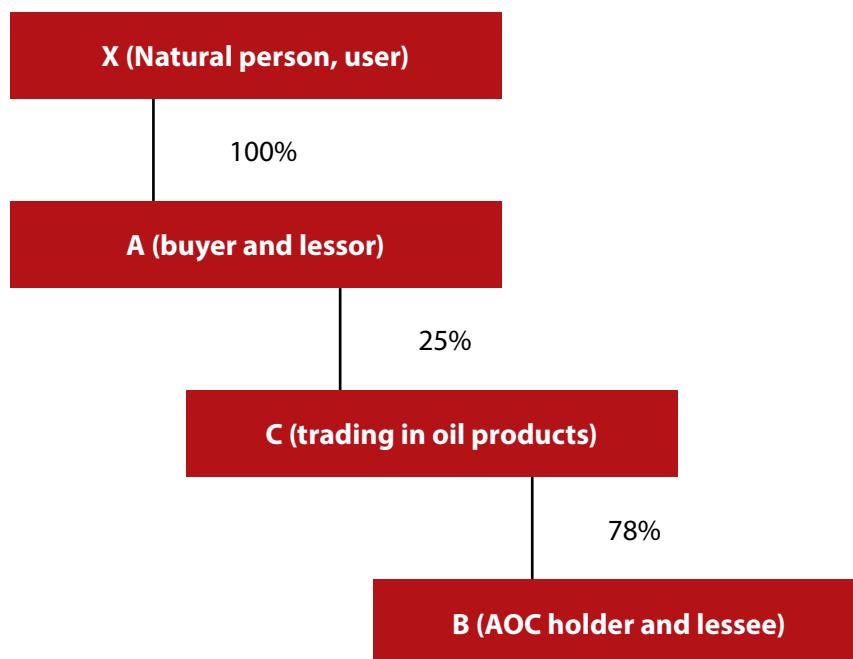 X (Natural person, user)
100%
A (buyer and lessor)
25%
C (trading in oil products)
78%
B (AOC holder and lessee)